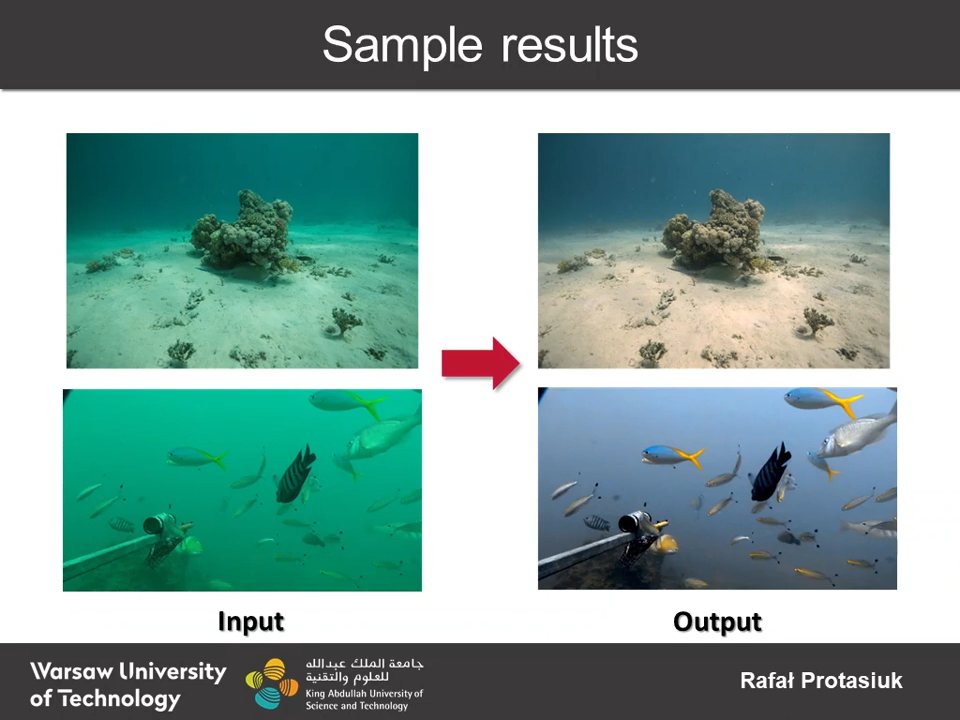 Sample results
Input
Output
Warsaw University
of Technology
جامعة الملك عبدالله
للعلوم والتقنية
King Abdullah University of
Science and Technology
Rafał Protasiuk